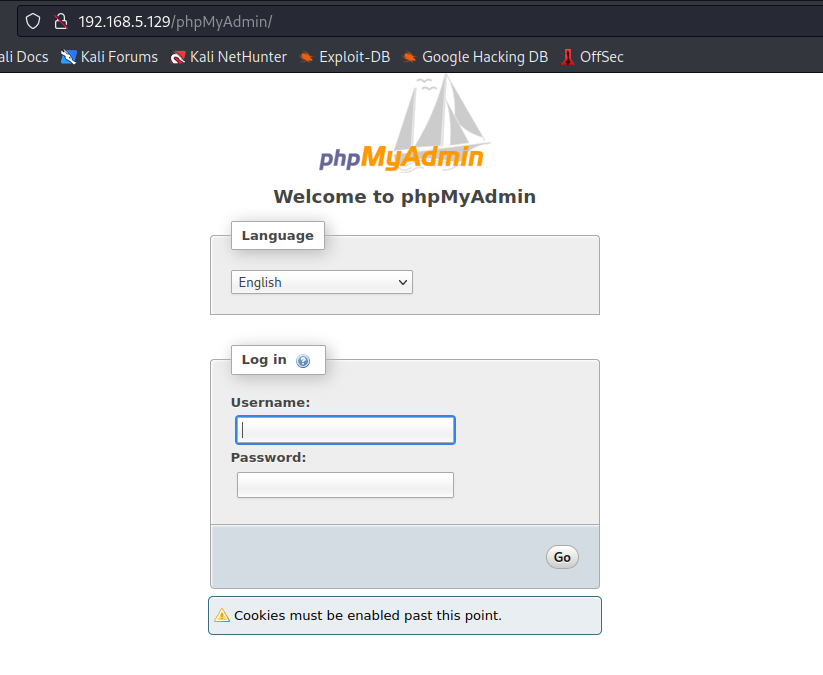 192.168.5.129/phpMyAdmin/
ali Docs Kali Forums Kali NetHunter Exploit-DB Google Hacking DB OffSec
phpMyAdmin
Welcome to phpMyAdmin
Language
English
Log in
Username:
Password:
Go
Cookies must be enabled past this point.